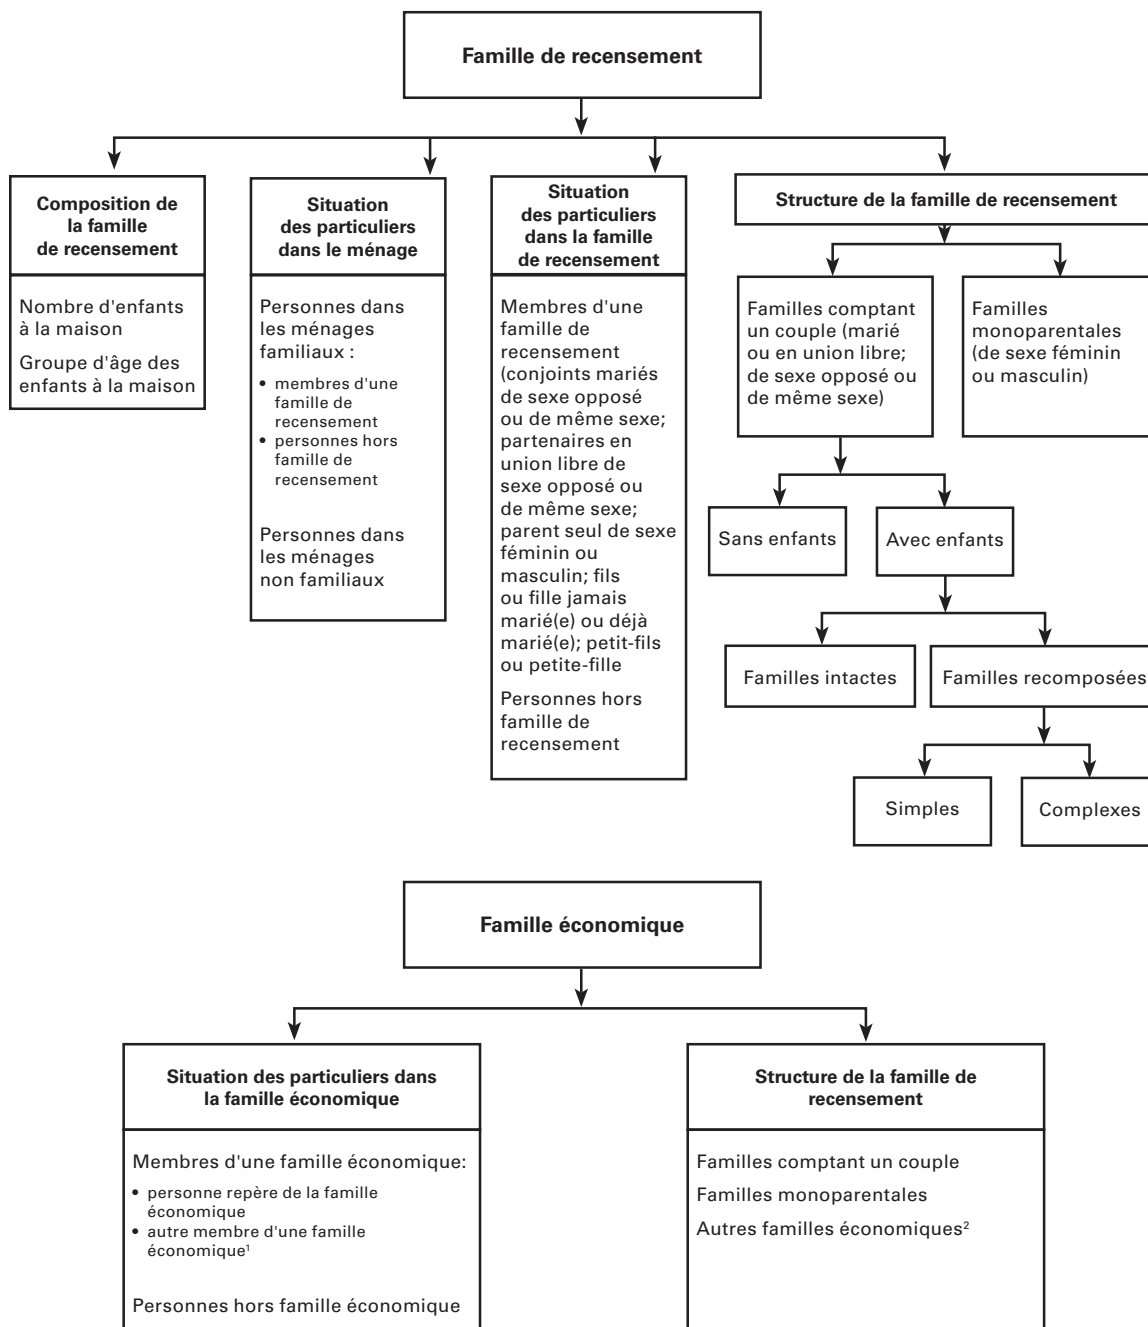 Famille de recensement
Composition de
la famille
de recensement
Nombre d'enfants
à la maison
Groupe d'âge des
enfants à la maison
Situation
des particuliers
dans le ménage
Personnes dans
les ménages
familiaux :
• membres d'une
famille de
recensement
• personnes hors
famille de
recensement
Personnes dans
les ménages
non familiaux
Situation
des particuliers
dans la famille
de recensement
Membres d'une
famille de
recensement
(conjoints mariés
de sexe opposé
ou de même sexe;
partenaires en
union libre de
sexe opposé ou
de même sexe;
parent seul de sexe
féminin ou
masculin; fils
ou fille jamais
marié(e) ou déjà
marié(e); petit-fils
ou petite-fille
Personnes hors
famille de
recensement
Structure de la famille de recensement
Familles comptant
un couple (marié
ou en union libre;
de sexe opposé ou
de même sexe)
Familles
monoparentales
(de sexe féminin
ou masculin)
Sans enfants
Avec enfants
Familles intactes
Familles recomposées
Simples
Complexes
Famille économique
Situation des particuliers dans
la famille économique
Membres d'une famille économique:
• personne repère de la famille
économique
• autre membre d'une famille
économique¹
Personnes hors famille économique
Structure de la famille de
recensement
Familles comptant un couple
Familles monoparentales
Autres familles économiques²